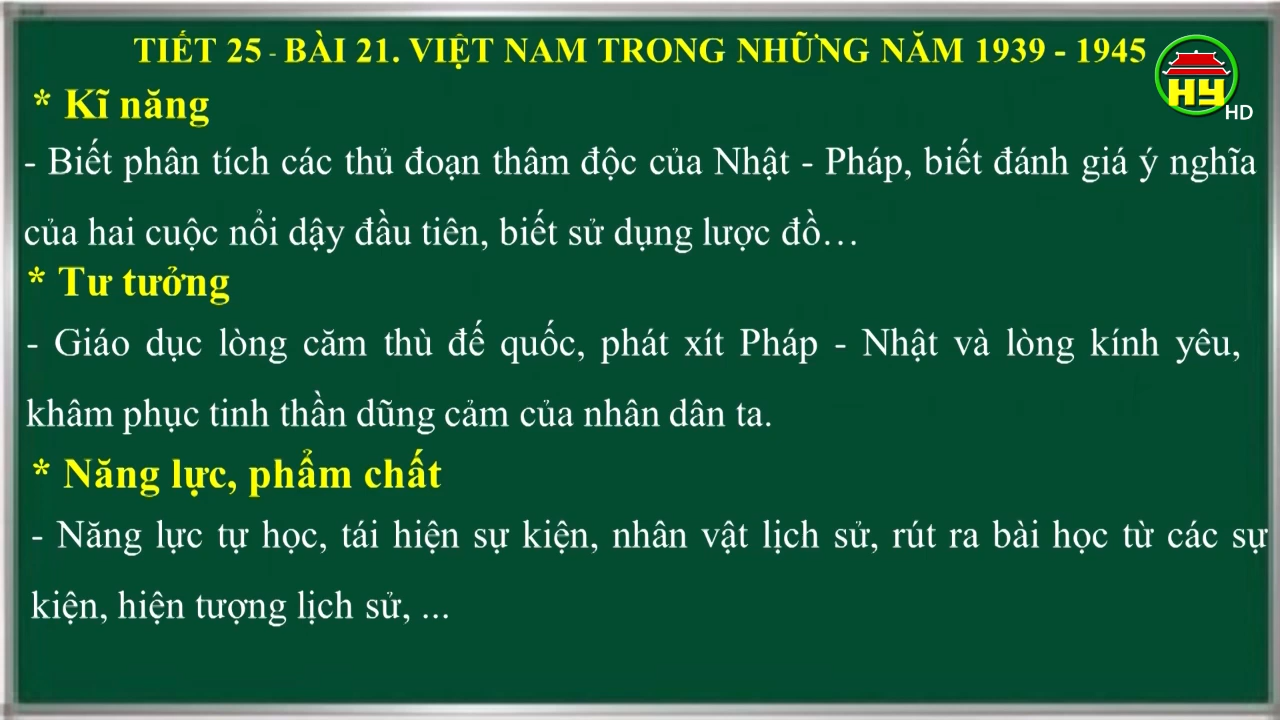 TIẾT 25 - BÀI 21. VIỆT NAM TRONG NHỮNG NĂM 1939 - 1945
HY
HD
* Kĩ năng
- Biết phân tích các thủ đoạn thâm độc của Nhật - Pháp, biết đánh giá ý nghĩa
của hai cuộc nổi dậy đầu tiên, biết sử dụng lược đồ…
* Tư tưởng
- Giáo dục lòng căm thù đế quốc, phát xít Pháp - Nhật và lòng kính yêu,
khâm phục tinh thần dũng cảm của nhân dân ta.
* Năng lực, phẩm chất
- Năng lực tự học, tái hiện sự kiện, nhân vật lịch sử, rút ra bài học từ các sự
kiện, hiện tượng lịch sử, ...